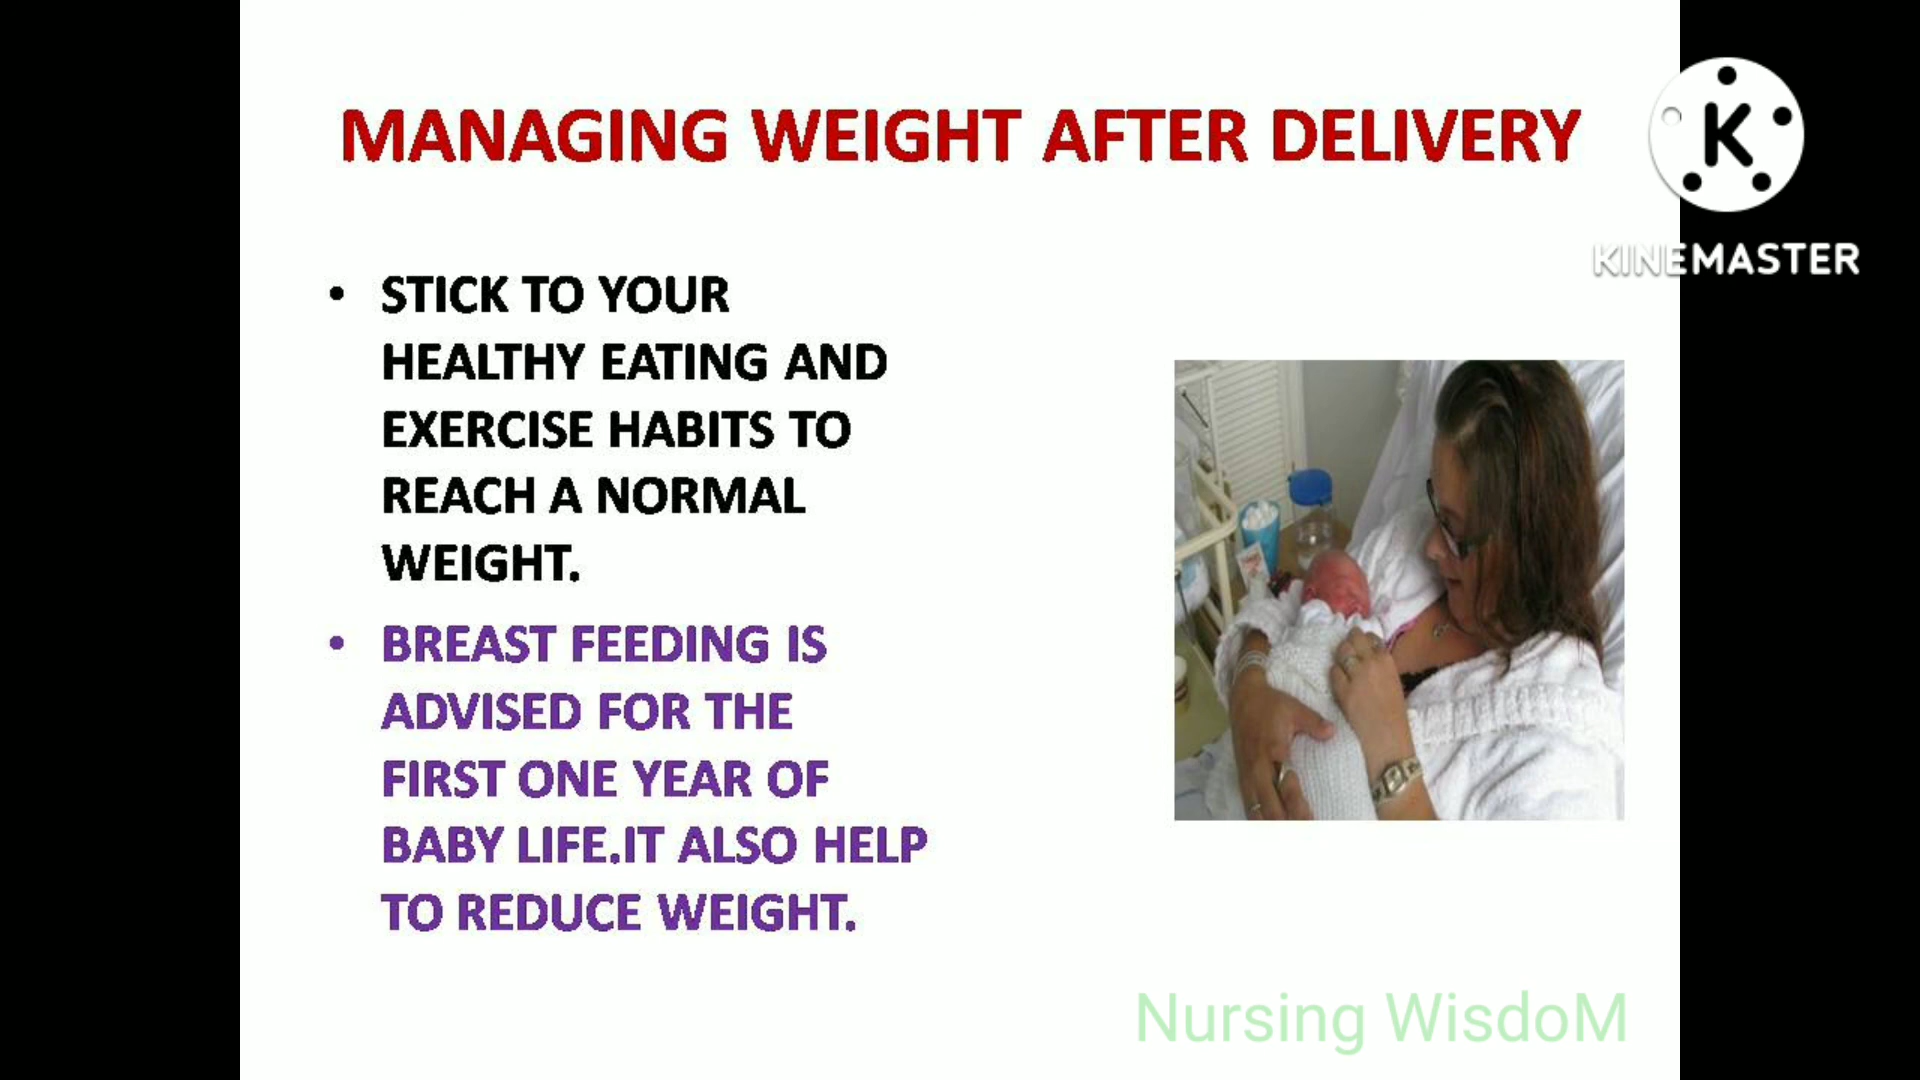 MANAGING WEIGHT AFTER DELIVERY
K
KINEMASTER
• STICK TO YOUR
HEALTHY EATING AND
EXERCISE HABITS TO
REACH A NORMAL
WEIGHT.
• BREAST FEEDING IS
ADVISED FOR THE
FIRST ONE YEAR OF
BABY LIFE.IT ALSO HELP
TO REDUCE WEIGHT.
Nursing WisdoM